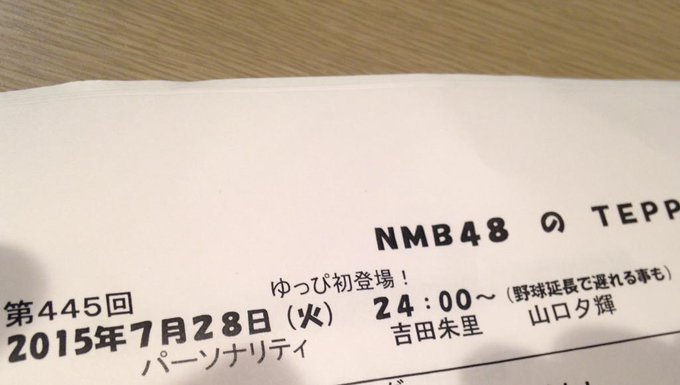 NMB48 の TEPP
ゆっぴ初登場！
第445回
2015年7月28日（火） 24：00～（野球延長で遅れる事も）
パーソナリティ 吉田朱里 山口夕輝